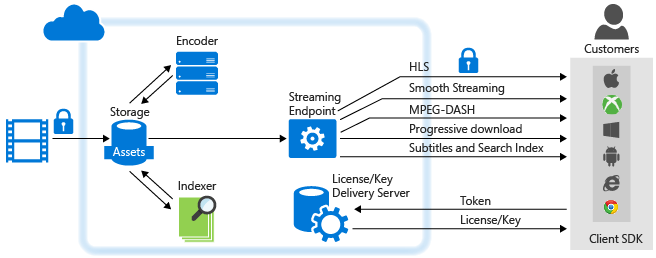 Encoder
Storage
Assets
Indexer
Streaming
Endpoint
HLS
Smooth Streaming
MPEG-DASH
Progressive download
Subtitles and Search Index
License/Key
Delivery Server
Token
License/Key
Customers
Client SDK